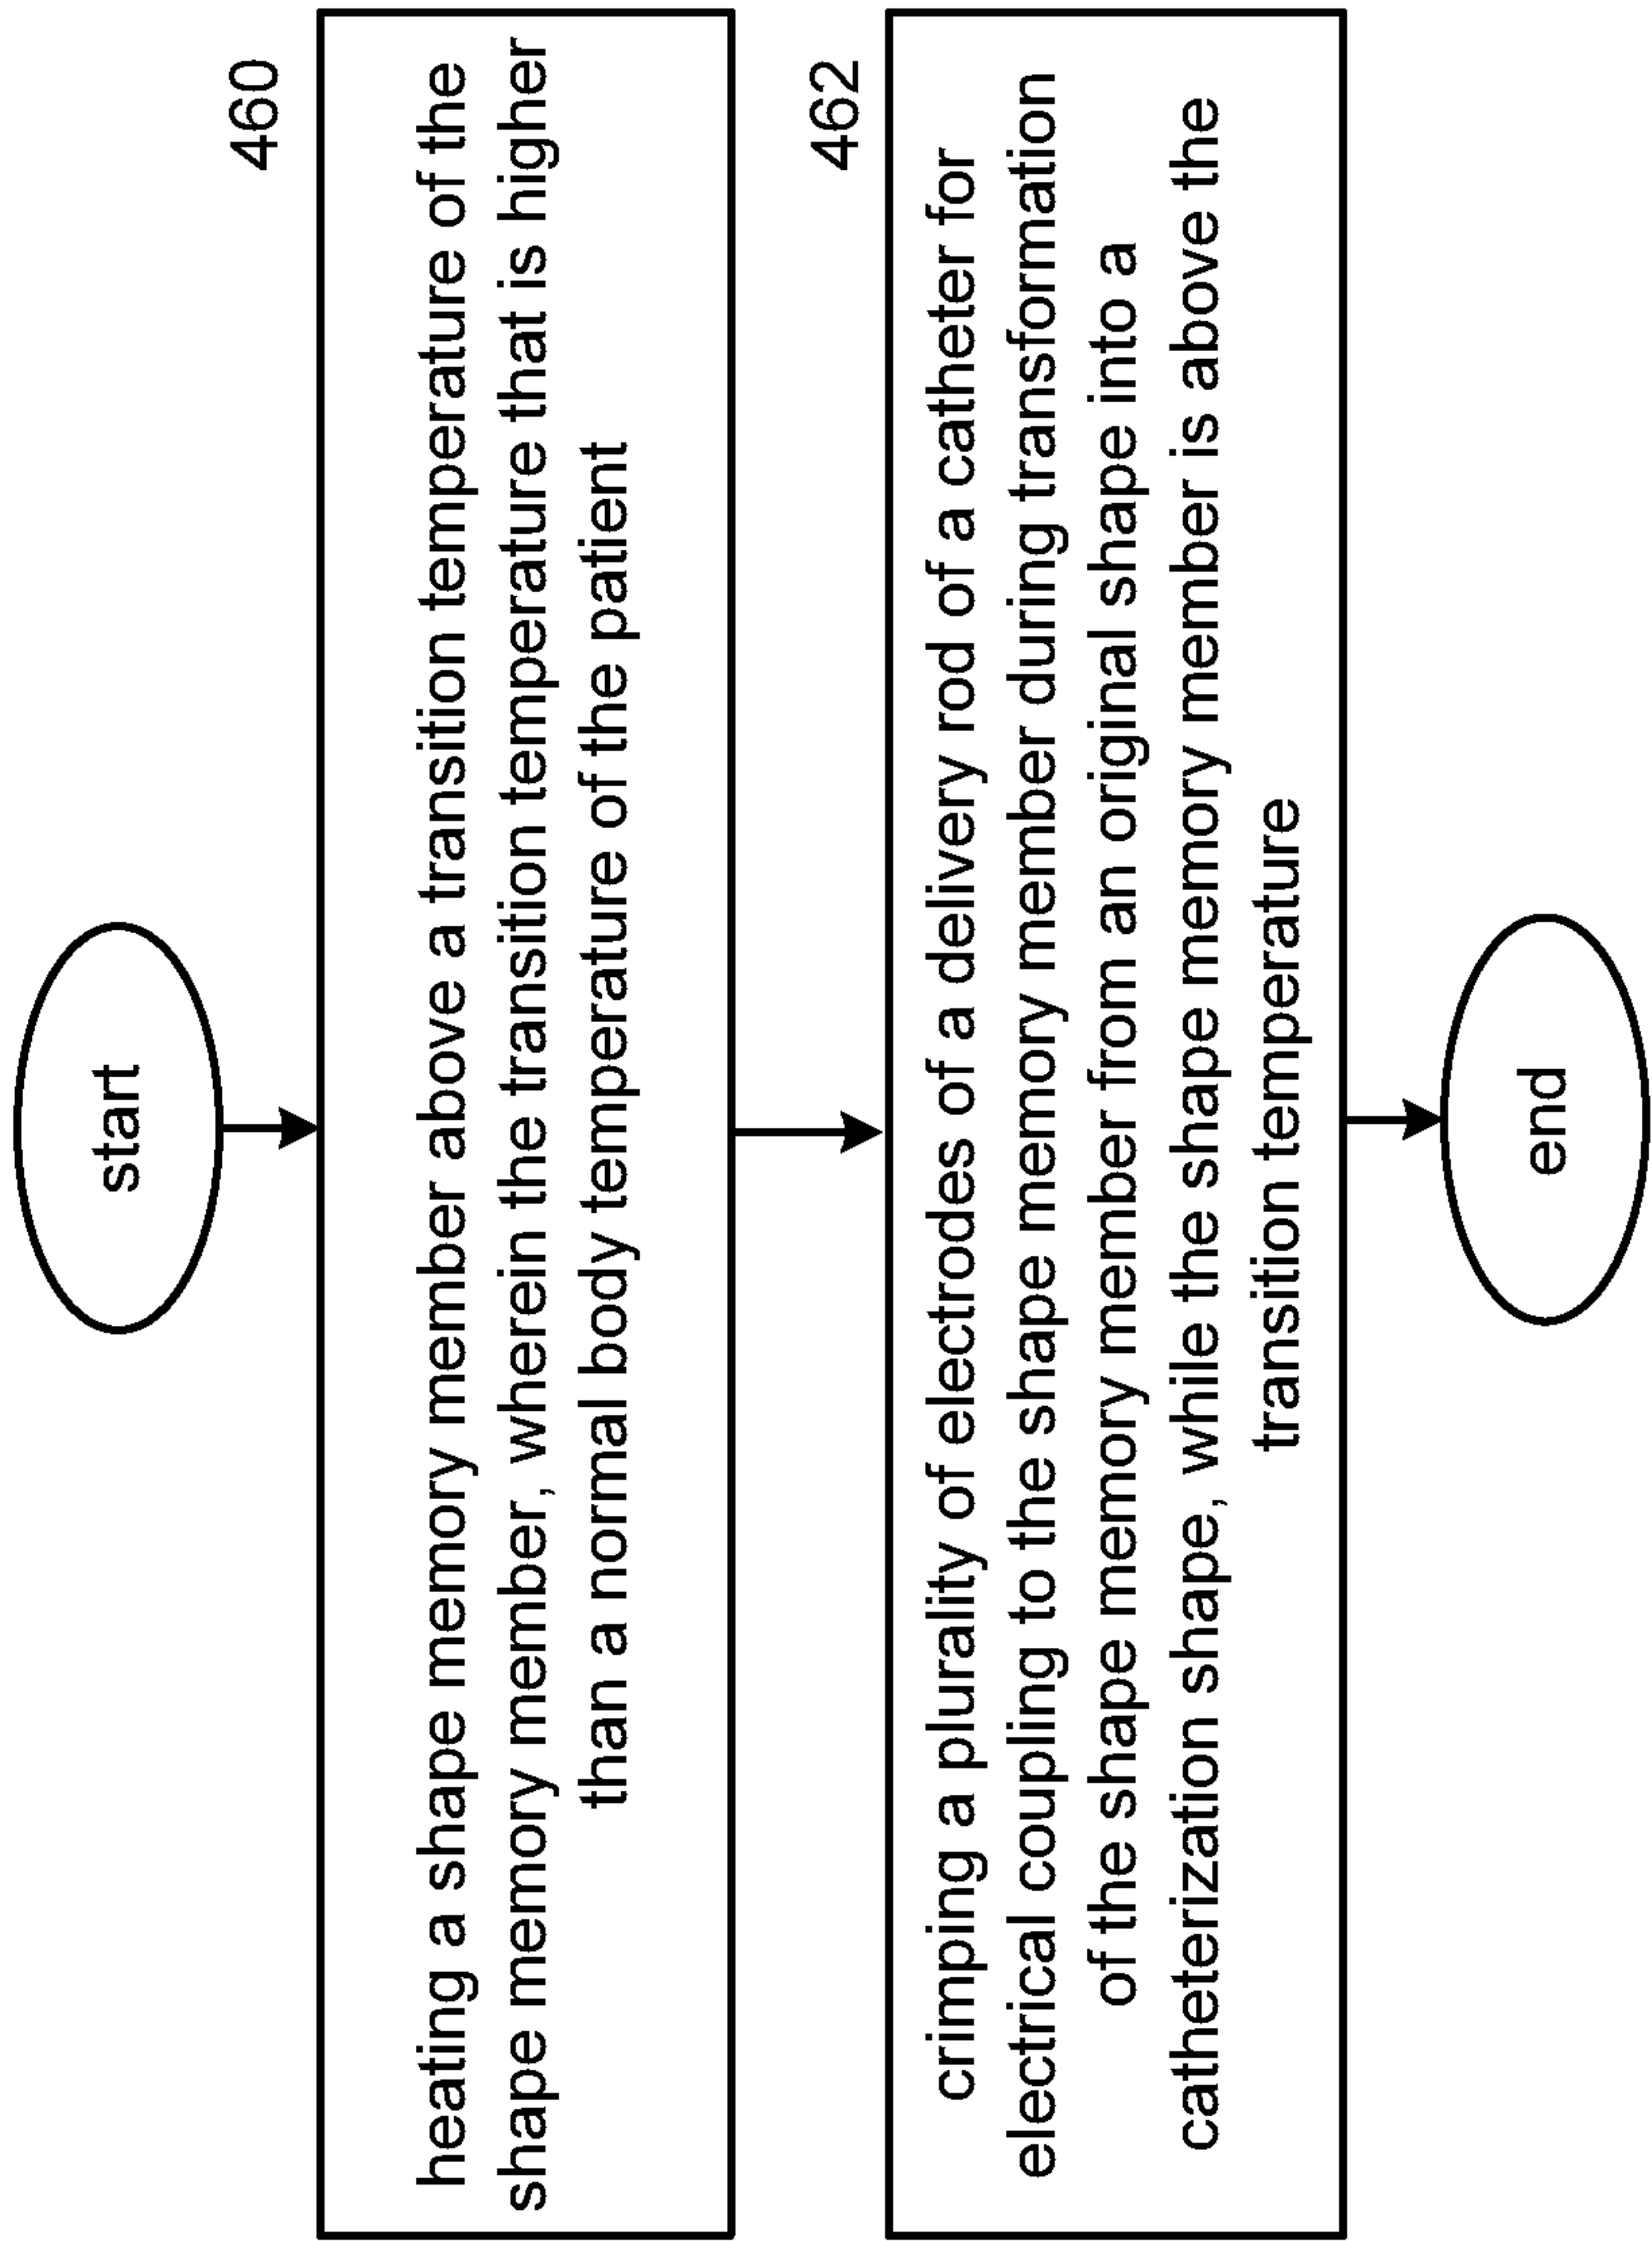 start
460
heating a shape memory member above a transition temperature of the
shape memory member, wherein the transition temperature that is higher
than a normal body temperature of the patient
462
crimping a plurality of electrodes of a delivery rod of a catheter for
electrical coupling to the shape memory member during transformation
of the shape memory member from an original shape into a
catheterization shape, while the shape memory member is above the
transition temperature
end